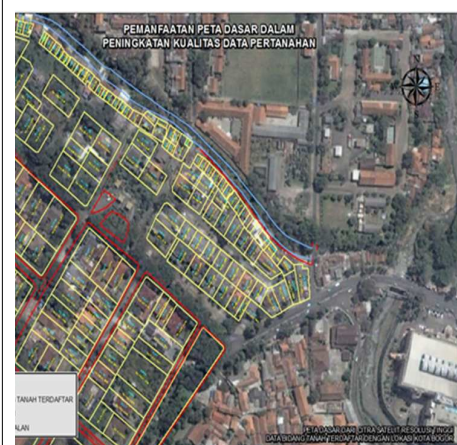 PEMANFAATAN PETA DASAR DALAM
PENINGKATAN KUALITAS DATA PERTANAHAN
TANAH TERDAFTAR
ALAN
PETA DASAR DARI CITRA SATELIT RESOLUSI TINGGI
DATA BIDANG TANAH TERDAFTAR DENGAN LOKASI KOTA BOGOR